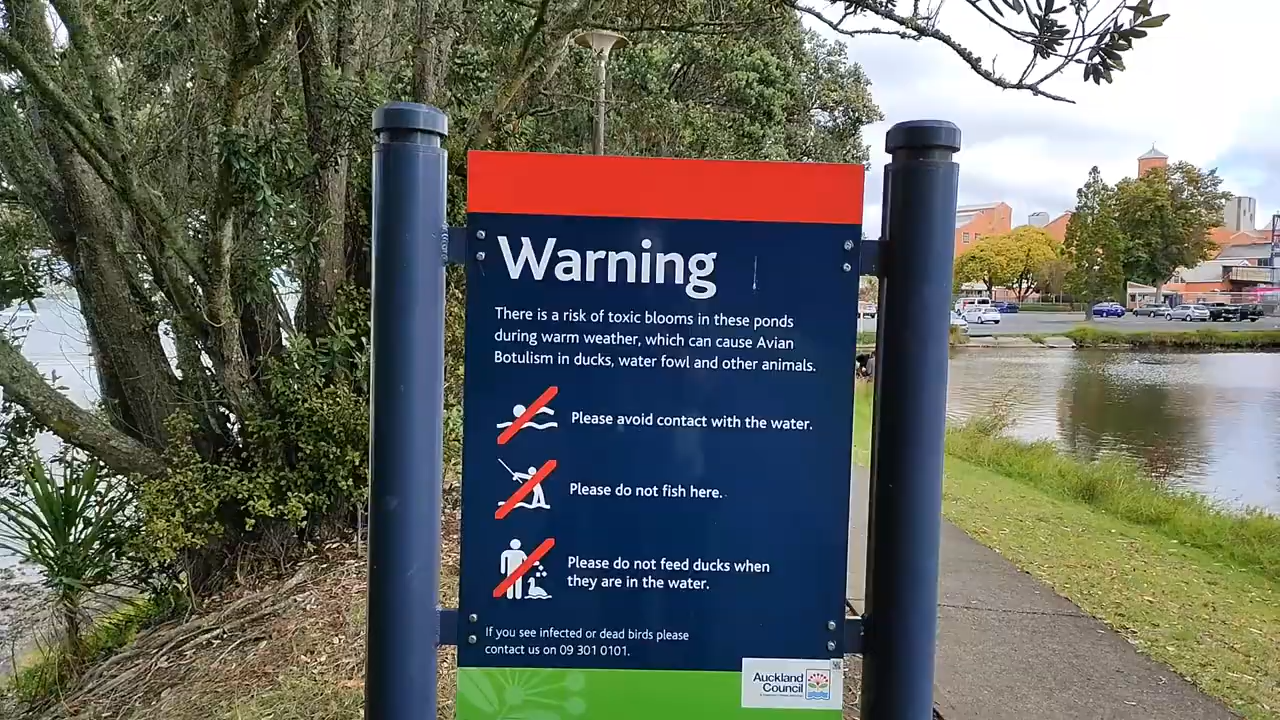 Warning
There is a risk of toxic blooms in these ponds
during warm weather, which can cause Avian
Botulism in ducks, water fowl and other animals.
Please avoid contact with the water.
Please do not fish here.
Please do not feed ducks when
they are in the water.
If you see infected or dead birds please
contact us on 09 301 0101.
Auckland
Council